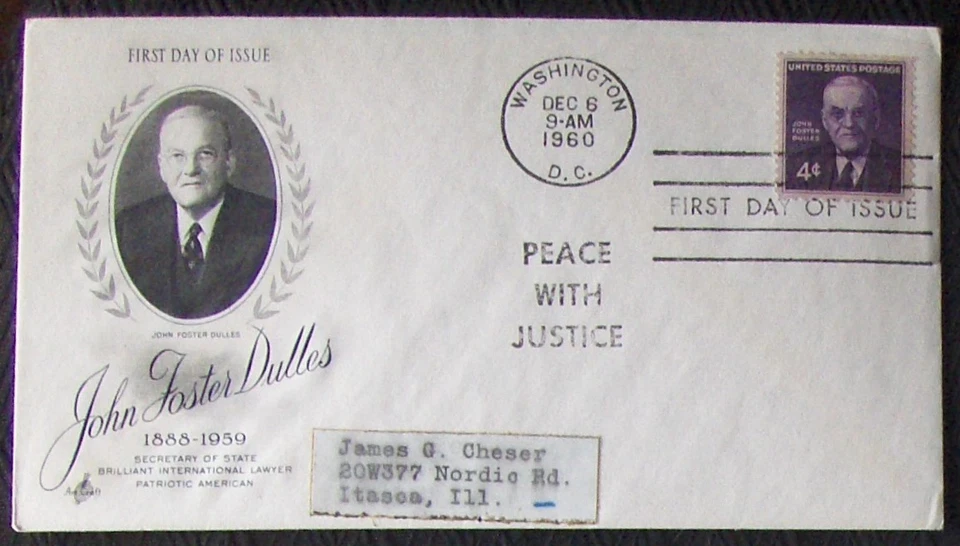 FIRST DAY OF ISSUE
JOHN FOSTER DULLES
John Foster Dulles
1888-1959
SECRETARY OF STATE
BRILLIANT INTERNATIONAL LAWYER
PATRIOTIC AMERICAN
Art Craft
WASHINGTON
DEC 6
9-AM
1960
D.C.
PEACE
WITH
JUSTICE
UNITED STATES POSTAGE
JOHN
FOSTER
DULLES
4¢
FIRST DAY OF ISSUE
James G. Cheser
20W377 Nordic Rd.
Itasca, Ill.